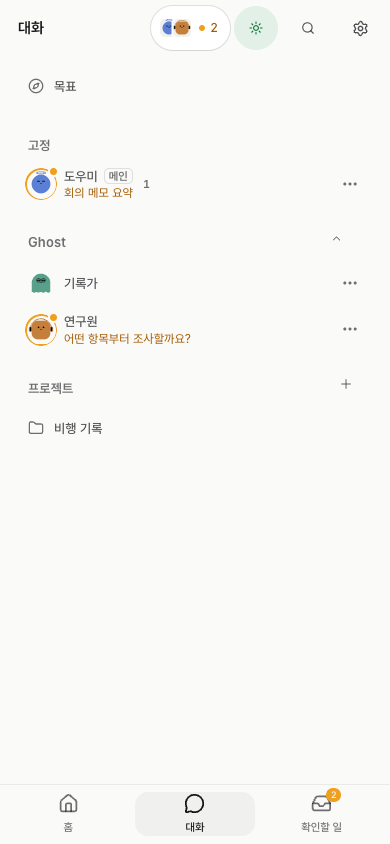 대화
2
목표
고정
도우미 메인
회의 메모 요약 1
Ghost
기록가
연구원
어떤 항목부터 조사할까요?
프로젝트
비행 기록
2
홈
대화
확인할 일